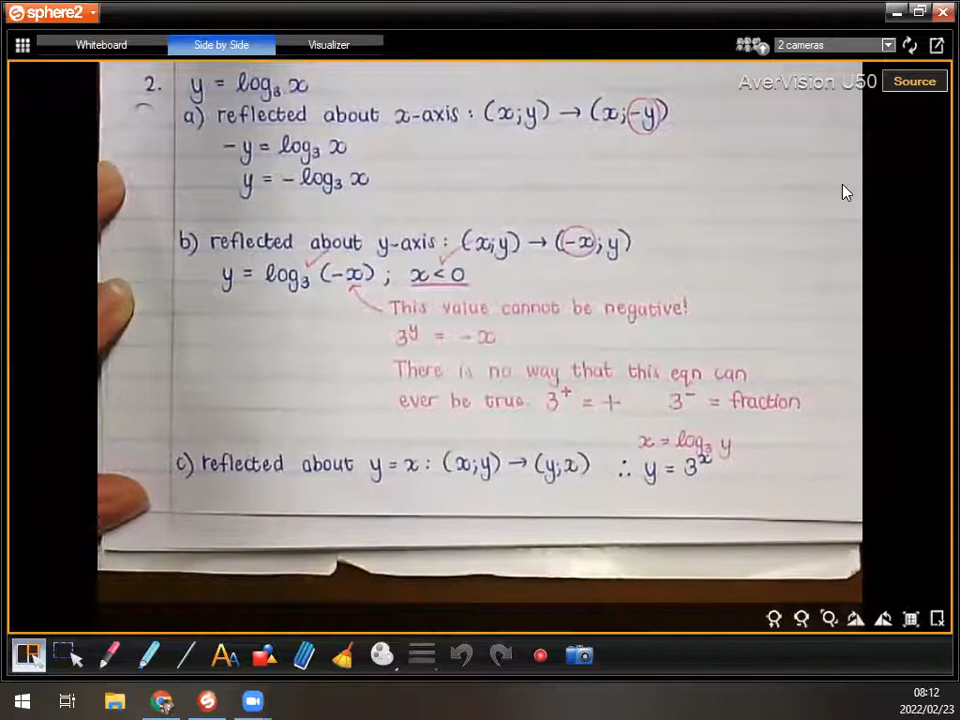 sphere2
Whiteboard
Side by Side
Visualizer
2 cameras
AverVision U50
Source
2. y = log₃ x
a) reflected about x-axis : (x;y) → (x;-y)
-y = log₃ x
y = - log₃ x
b) reflected about y-axis : (x;y) → (-x;y)
y = log₃ (-x) ; x < 0
This value cannot be negative!
3^y = - x
There is no way that this eqn can
ever be true. 3⁺ = + 3⁻ = fraction
x = log₃ y
c) reflected about y = x : (x;y) → (y;x) ∴ y = 3^x
08:12
2022/02/23